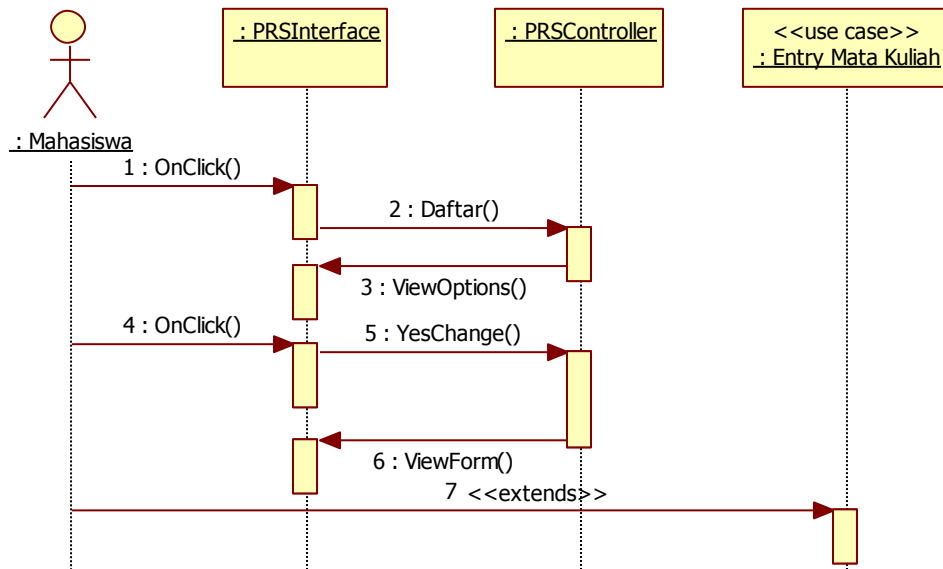 : PRSInterface
: PRSController
<<use case>>
: Entry Mata Kuliah
: Mahasiswa
1 : OnClick()
2 : Daftar()
3 : ViewOptions()
4 : OnClick()
5 : YesChange()
6 : ViewForm()
7 <<extends>>